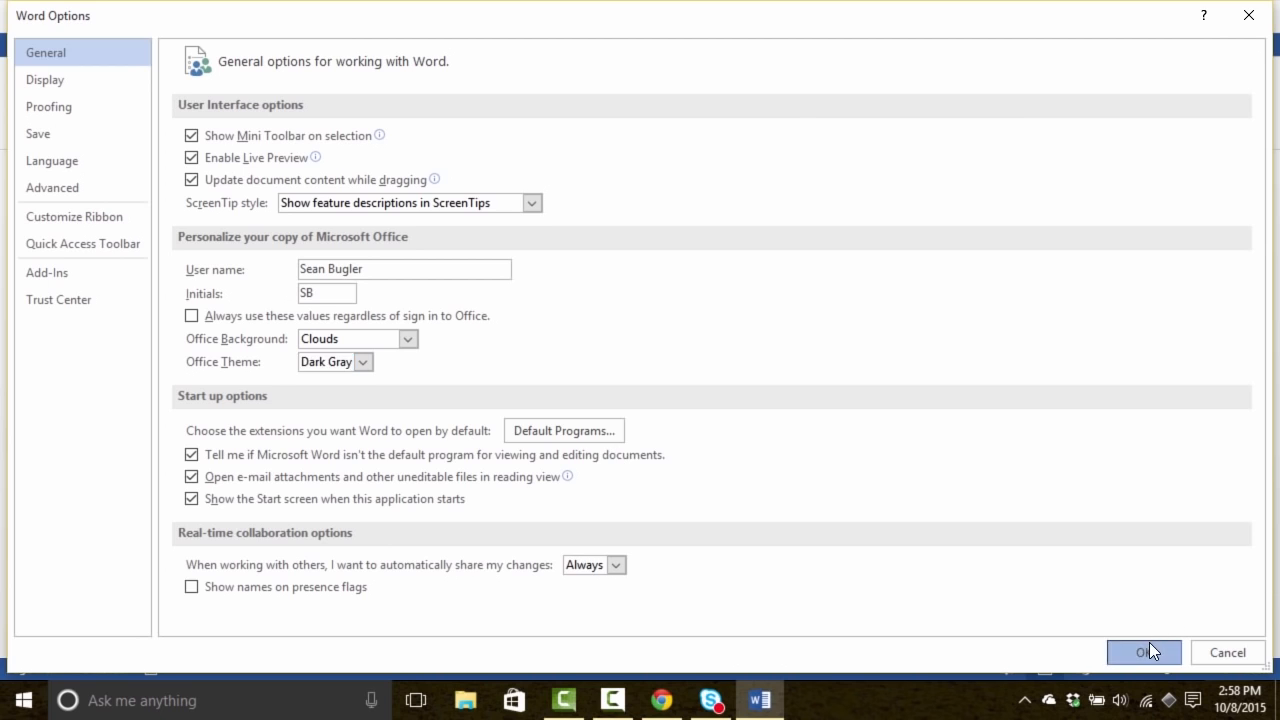 Word Options
?
General
Display
Proofing
Save
Language
Advanced
Customize Ribbon
Quick Access Toolbar
Add-Ins
Trust Center
General options for working with Word.
User Interface options
Show Mini Toolbar on selection
Enable Live Preview
Update document content while dragging
ScreenTip style: Show feature descriptions in ScreenTips
Personalize your copy of Microsoft Office
User name: Sean Bugler
Initials: SB
Always use these values regardless of sign in to Office.
Office Background: Clouds
Office Theme: Dark Gray
Start up options
Choose the extensions you want Word to open by default: Default Programs...
Tell me if Microsoft Word isn't the default program for viewing and editing documents.
Open e-mail attachments and other uneditable files in reading view
Show the Start screen when this application starts
Real-time collaboration options
When working with others, I want to automatically share my changes: Always
Show names on presence flags
OK Cancel
Ask me anything
2:58 PM
10/8/2015